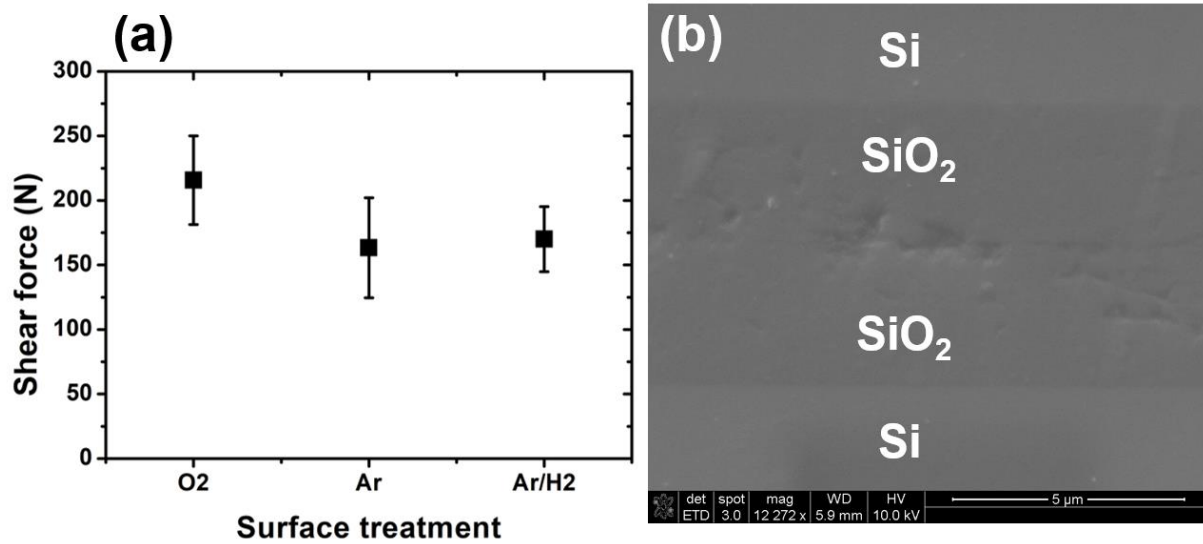 (a)
300
250
200
150
100
50
0
Shear force (N)
O2 Ar Ar/H2
Surface treatment
(b)
Si
SiO₂
SiO₂
Si
det spot mag WD HV
ETD 3.0 12 272 x 5.9 mm 10.0 kV
5 µm